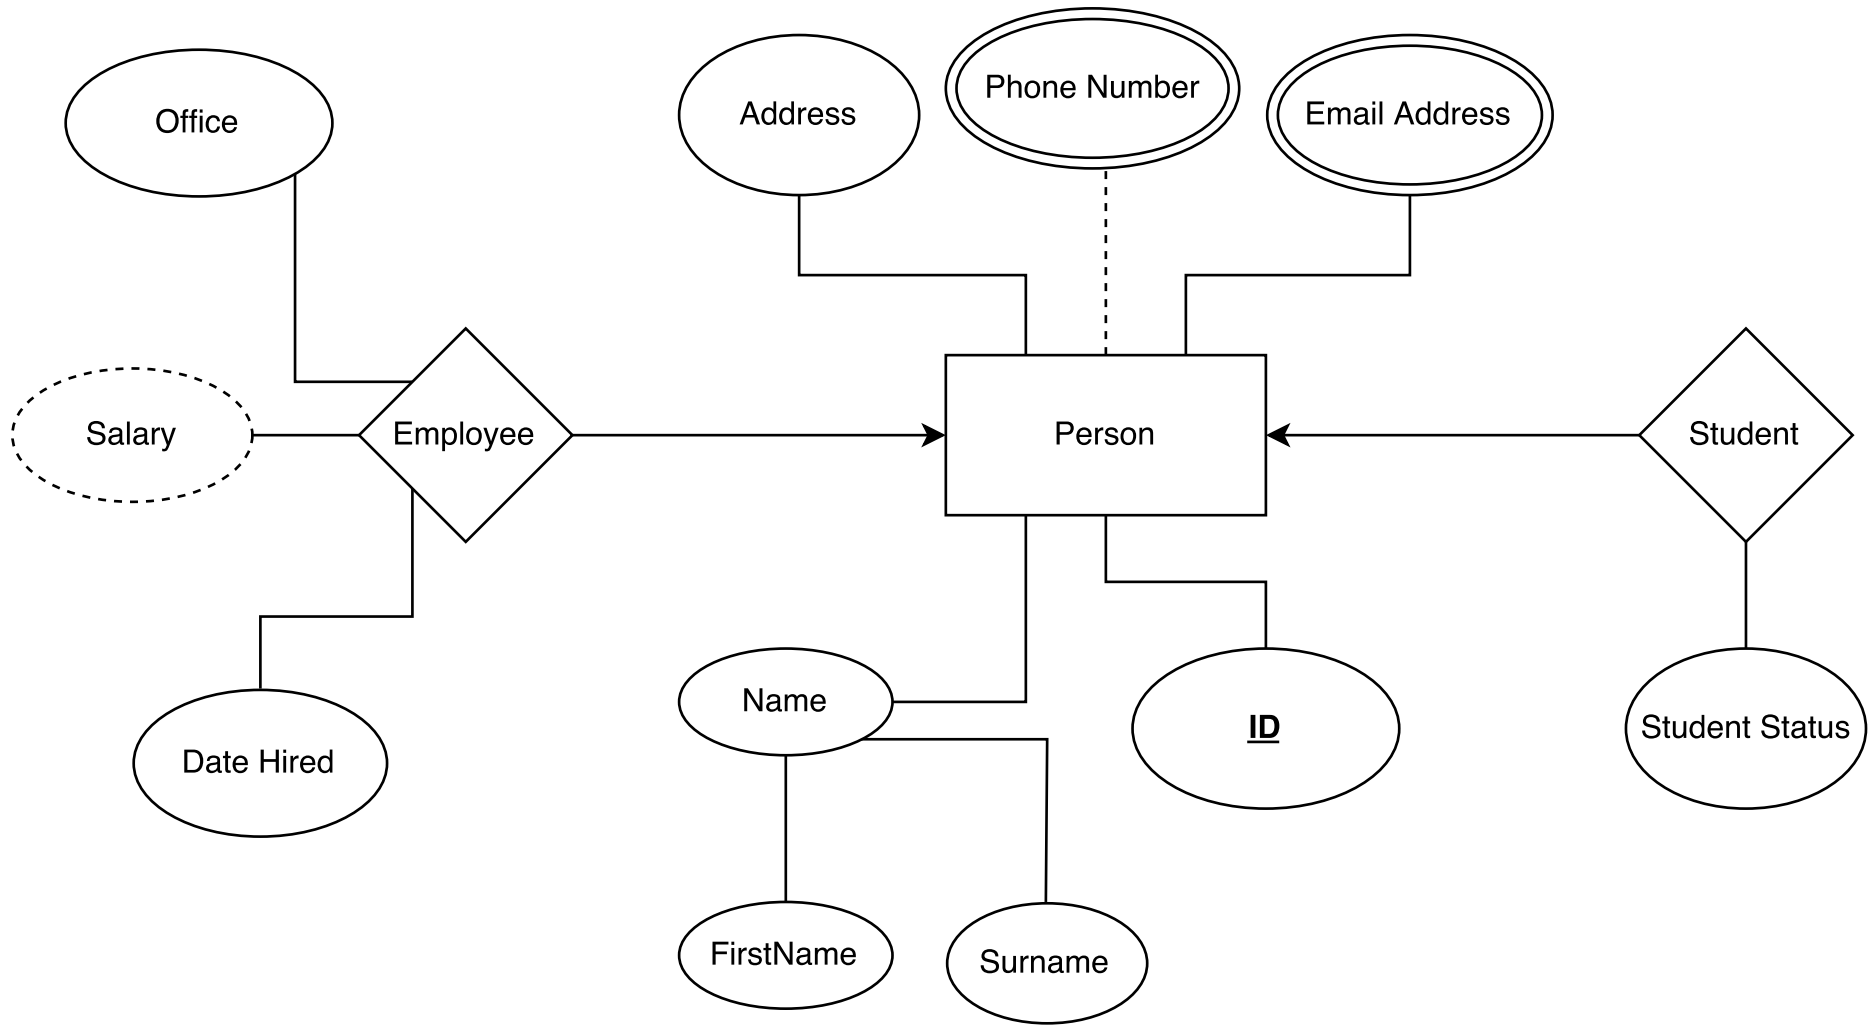 Office
Address
Phone Number
Email Address
Salary
Employee
Person
Student
Date Hired
Name
ID
Student Status
FirstName
Surname